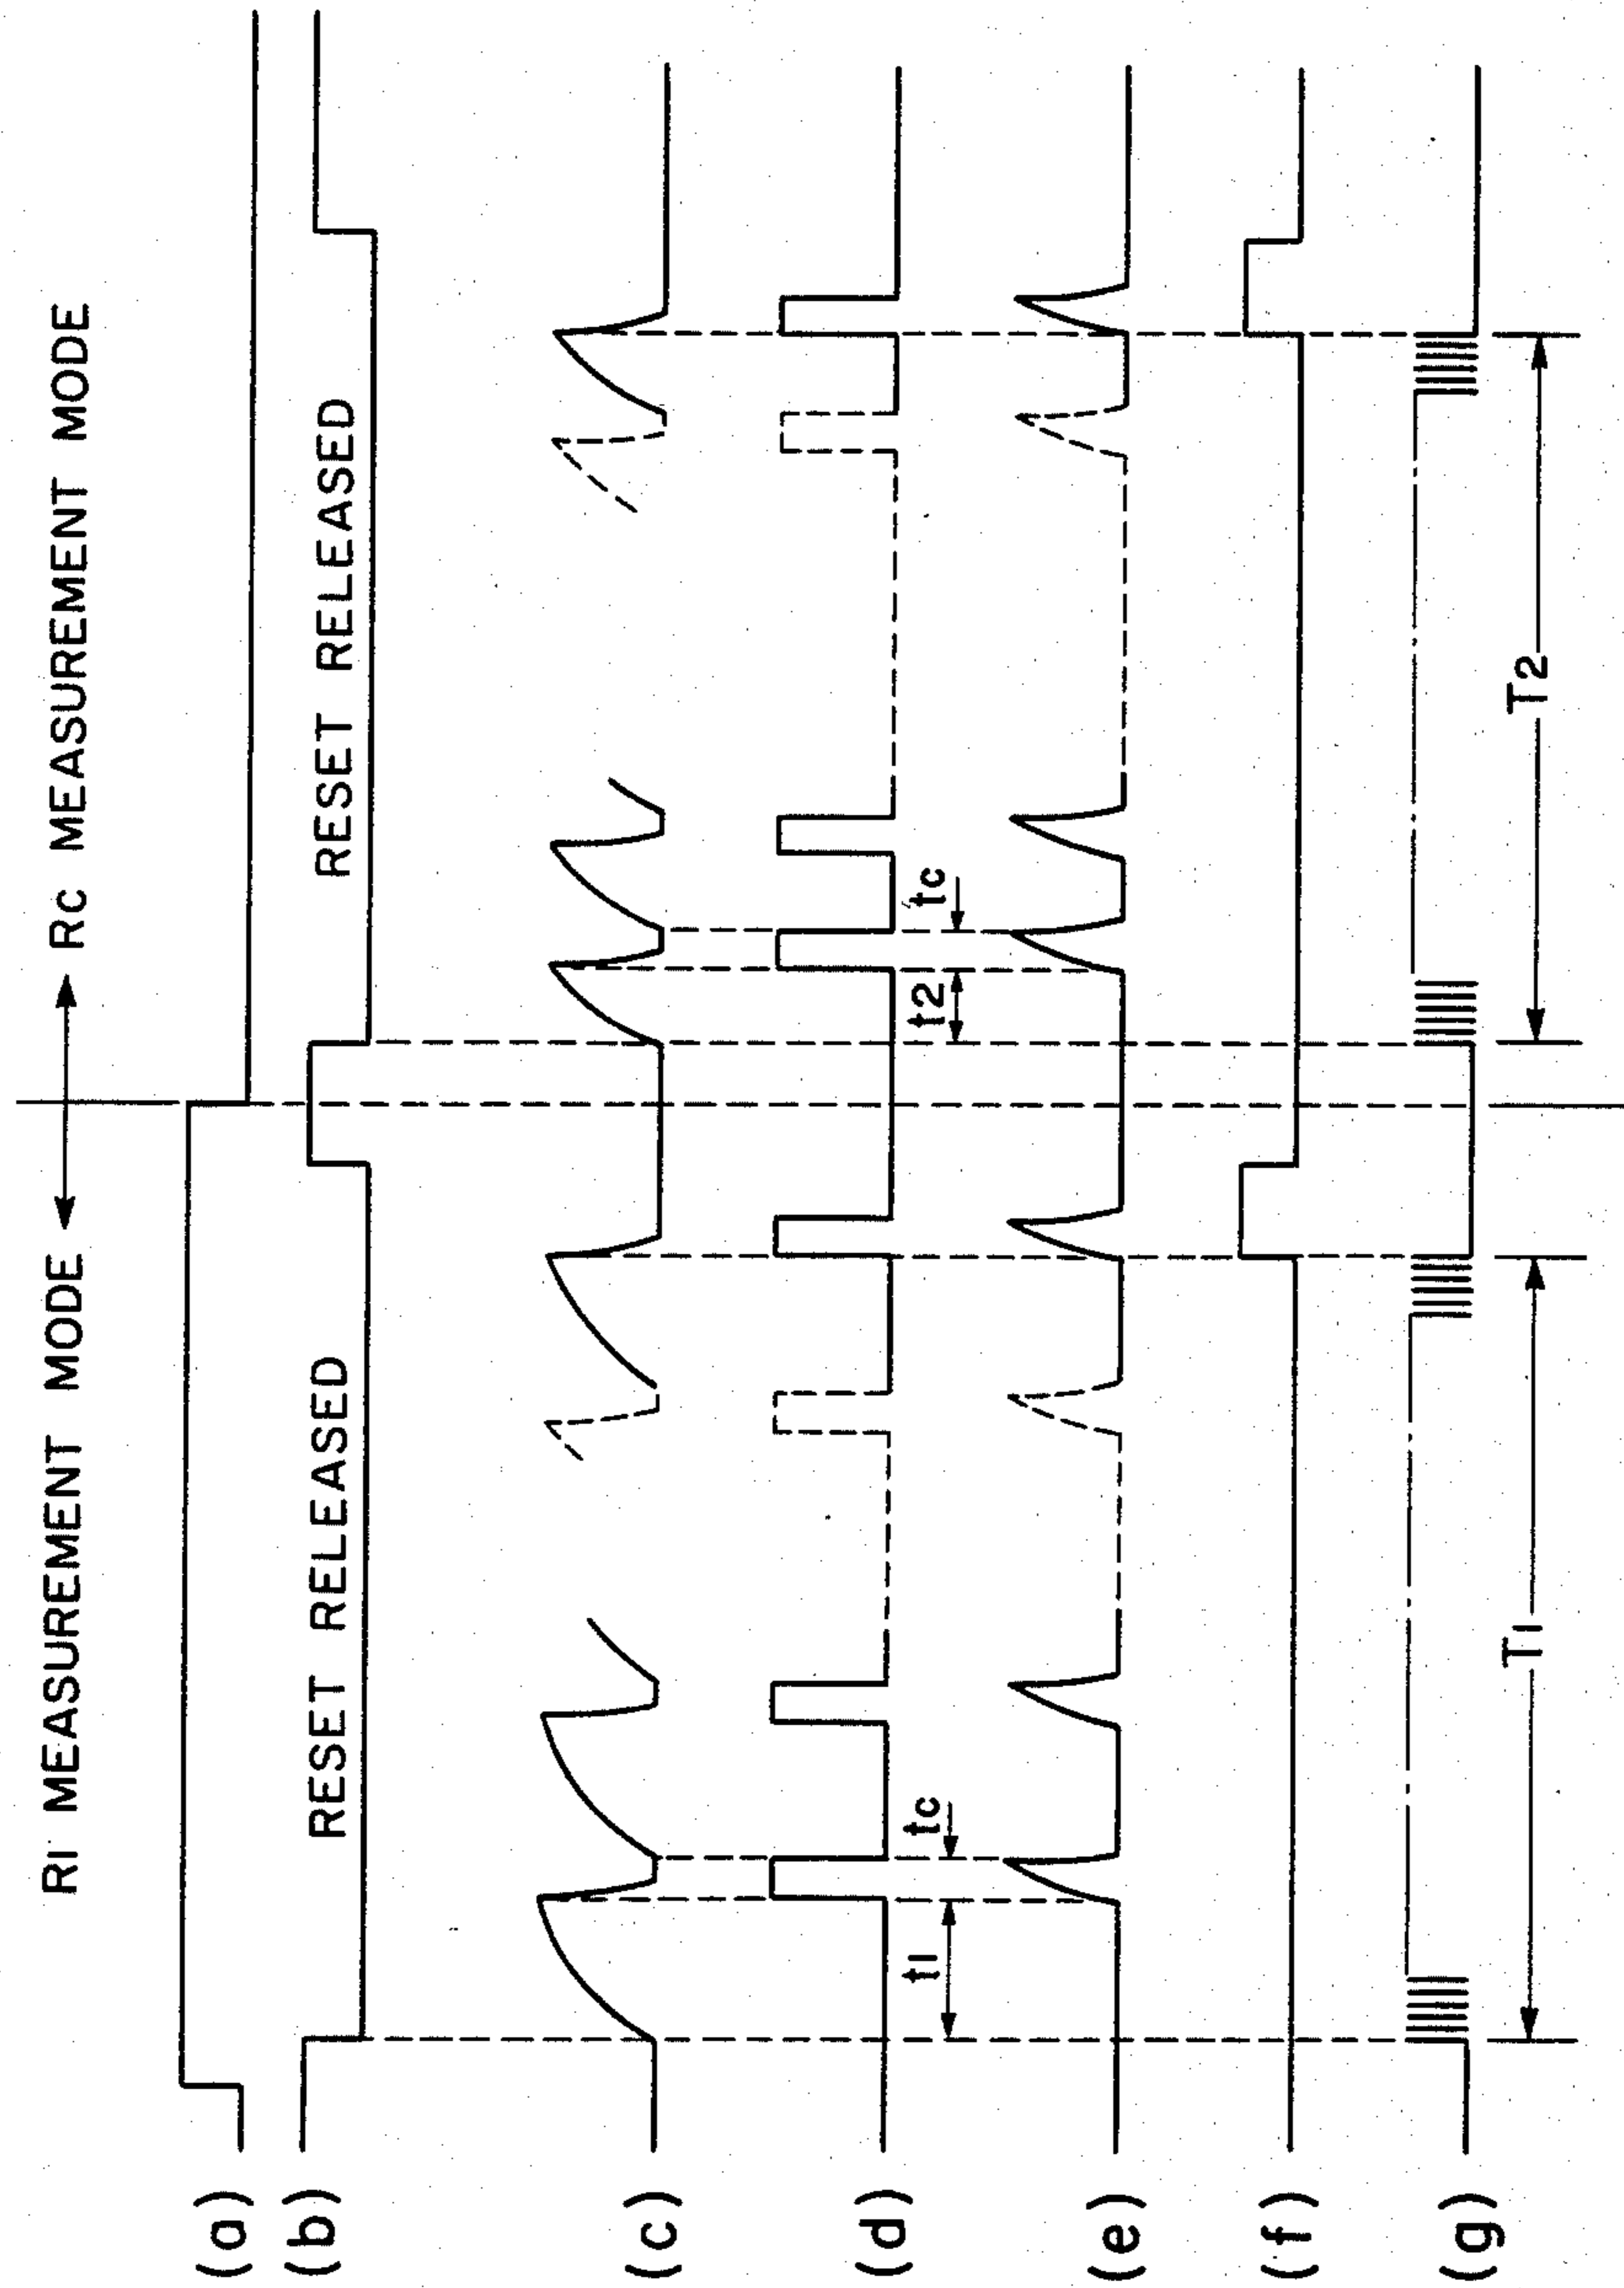 RI MEASUREMENT MODE
RC MEASUREMENT MODE
(a)
(b)
RESET RELEASED
RESET RELEASED
(c)
(d)
t1
tc
t2
tc
(e)
(f)
(g)
T1
T2